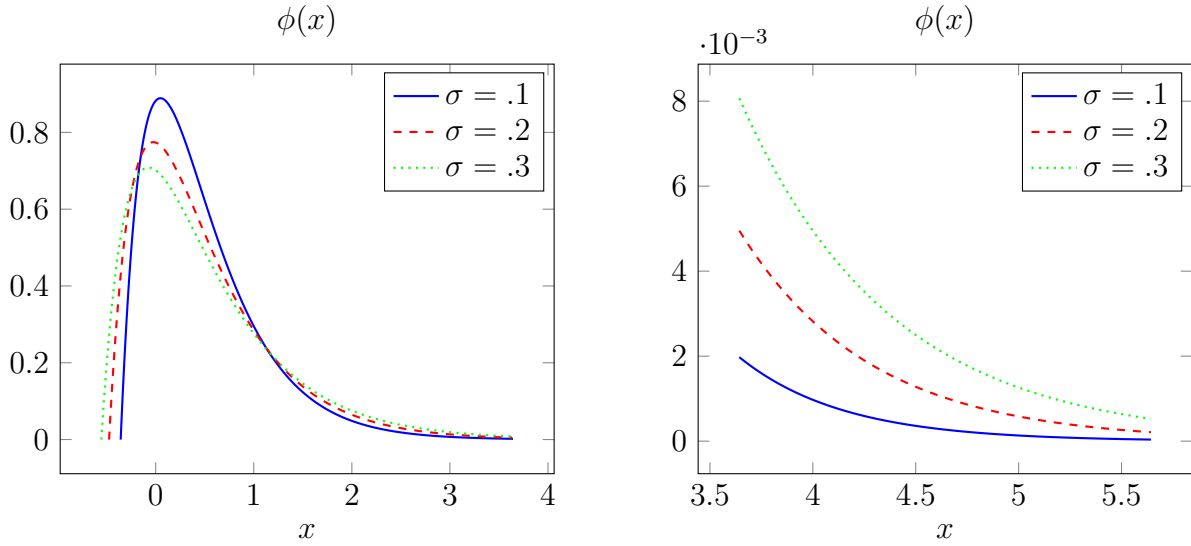 ϕ(x)
0.8
0.6
0.4
0.2
0
0 1 2 3 4
x
σ = .1
σ = .2
σ = .3
ϕ(x)
·10⁻³
8
6
4
2
0
3.5 4 4.5 5 5.5
x
σ = .1
σ = .2
σ = .3